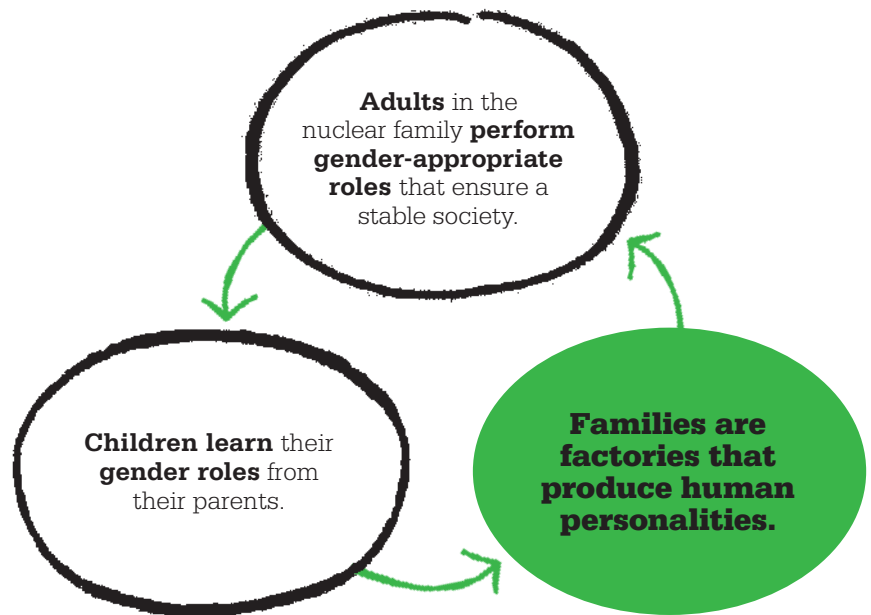 Adults in the
nuclear family perform
gender-appropriate
roles that ensure a
stable society.
Children learn their
gender roles from
their parents.
Families are
factories that
produce human
personalities.